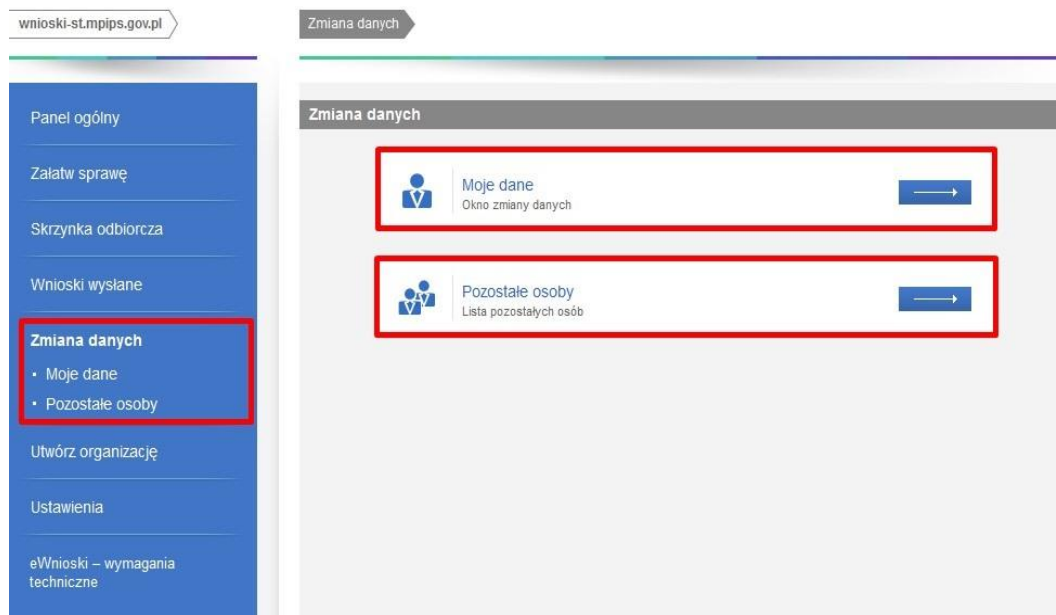 wnioski-st.mpips.gov.pl
Zmiana danych
Panel ogólny
Załatw sprawę
Skrzynka odbiorcza
Wnioski wysłane
Zmiana danych
• Moje dane
• Pozostałe osoby
Utwórz organizację
Ustawienia
eWnioski – wymagania
techniczne
Zmiana danych
Moje dane
Okno zmiany danych
Pozostałe osoby
Lista pozostałych osób